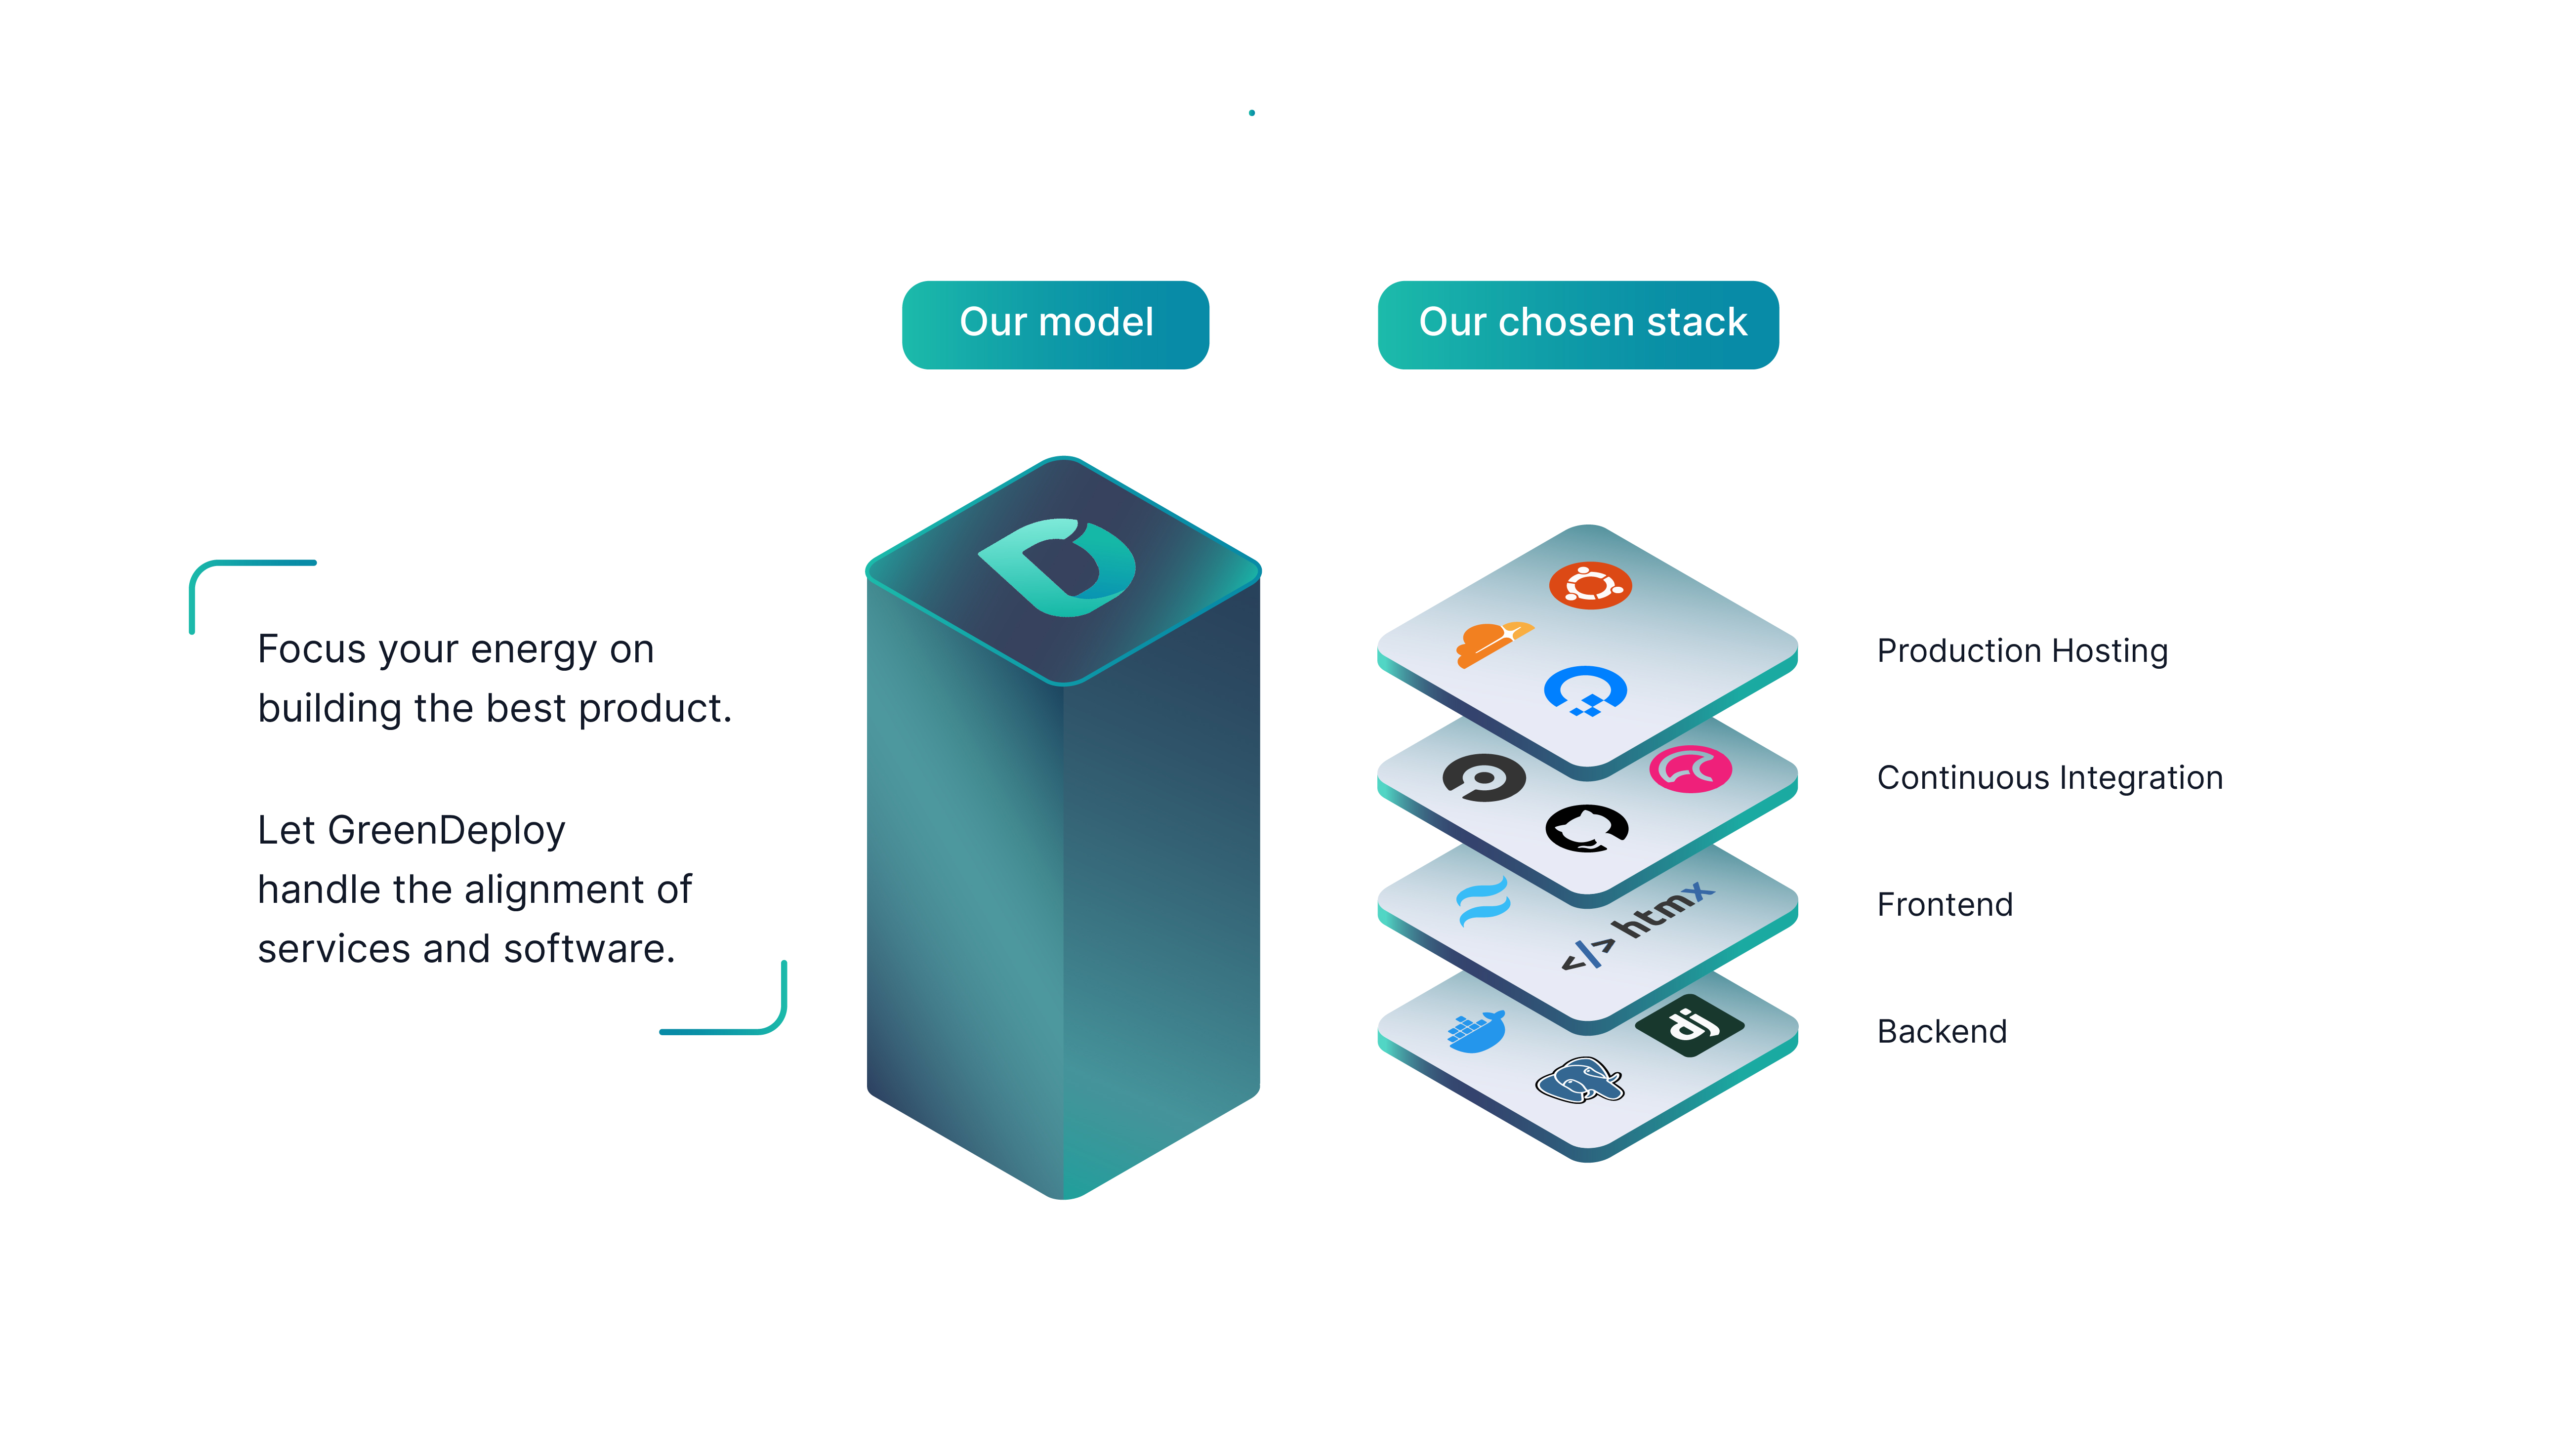 Our model
Our chosen stack
Focus your energy on
building the best product.
Let GreenDeploy
handle the alignment of
services and software.
Production Hosting
Continuous Integration
</> htmx
Frontend
dj
Backend